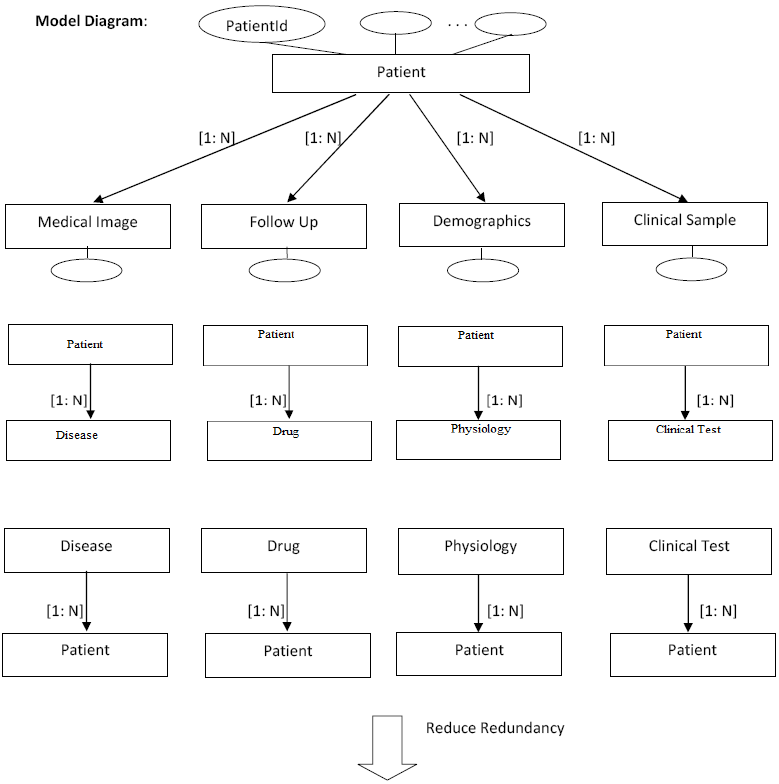 Model Diagram:
PatientId
. . .
Patient
[1: N] [1: N] [1: N] [1: N]
Medical Image Follow Up Demographics Clinical Sample
Patient Patient Patient Patient
[1: N] [1: N] [1: N] [1: N]
Disease Drug Physiology Clinical Test
Disease Drug Physiology Clinical Test
[1: N] [1: N] [1: N] [1: N]
Patient Patient Patient Patient
Reduce Redundancy